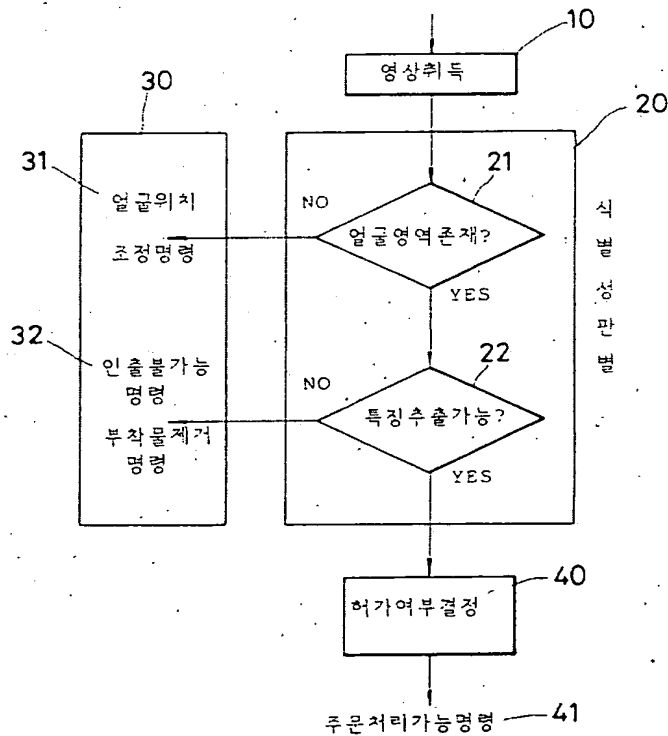 10
영상취득
20
30
31
21
얼굴위치
NO
얼굴영역존재?
조정명령
YES
식별성판별
32
인출불가능
명령
NO
22
부착물제거
명령
특징추출가능?
YES
40
허가여부결정
주문처리가능명령
41